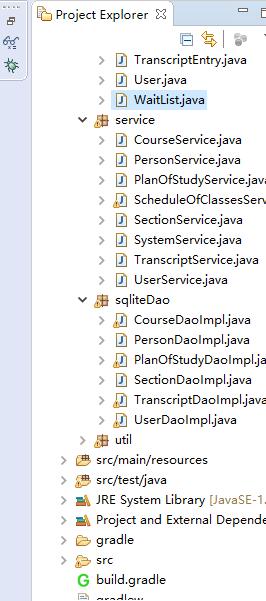 Project Explorer
TranscriptEntry.java
User.java
WaitList.java
service
CourseService.java
PersonService.java
PlanOfStudyService.java
ScheduleOfClassesServ
SectionService.java
SystemService.java
TranscriptService.java
UserService.java
sqliteDao
CourseDaoImpl.java
PersonDaoImpl.java
PlanOfStudyDaoImpl.ja
SectionDaoImpl.java
TranscriptDaoImpl.java
UserDaoImpl.java
util
src/main/resources
src/test/java
JRE System Library [JavaSE-1.
Project and External Depende
gradle
src
build.gradle
gradlew